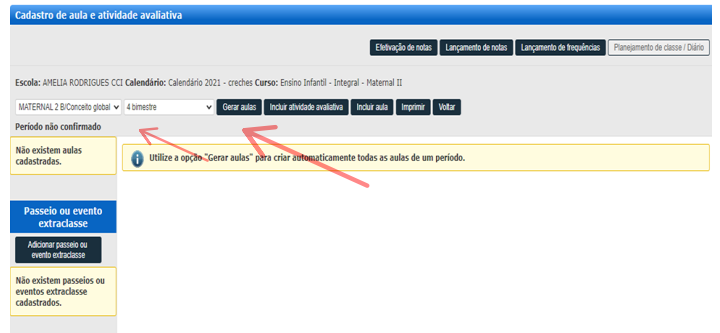 Cadastro de aula e atividade avaliativa
Efetivação de notas Lançamento de notas Lançamento de frequências Planejamento de classe / Diário
Escola: AMELIA RODRIGUES CCI Calendário: Calendário 2021 - creches Curso: Ensino Infantil - Integral - Maternal II
MATERNAL 2 B/Conceito global 4 bimestre Gerar aulas Incluir atividade avaliativa Incluir aula Imprimir Voltar
Período não confirmado
Não existem aulas
cadastradas.
Utilize a opção "Gerar aulas" para criar automaticamente todas as aulas de um período.
Passeio ou evento
extraclasse
Adicionar passeio ou
evento extraclasse
Não existem passeios ou
eventos extraclasse
cadastrados.